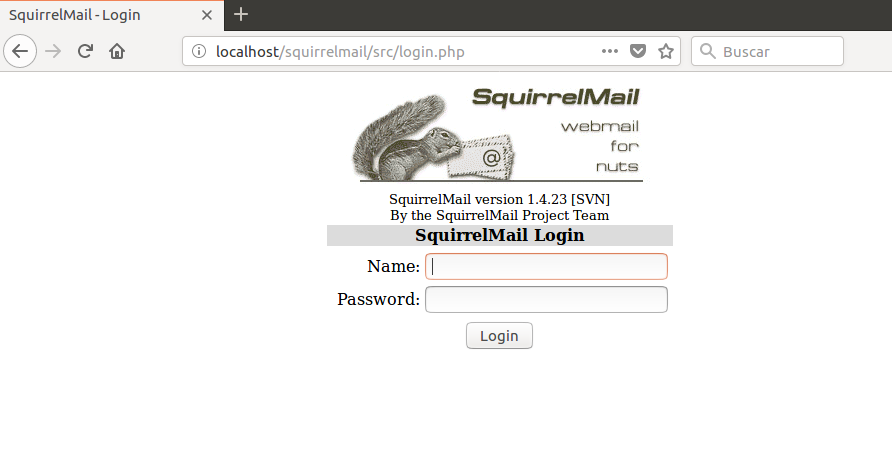 SquirrelMail - Login
localhost/squirrelmail/src/login.php
Buscar
SquirrelMail
webmail
for
nuts
@
SquirrelMail version 1.4.23 [SVN]
By the SquirrelMail Project Team
SquirrelMail Login
Name:
Password:
Login